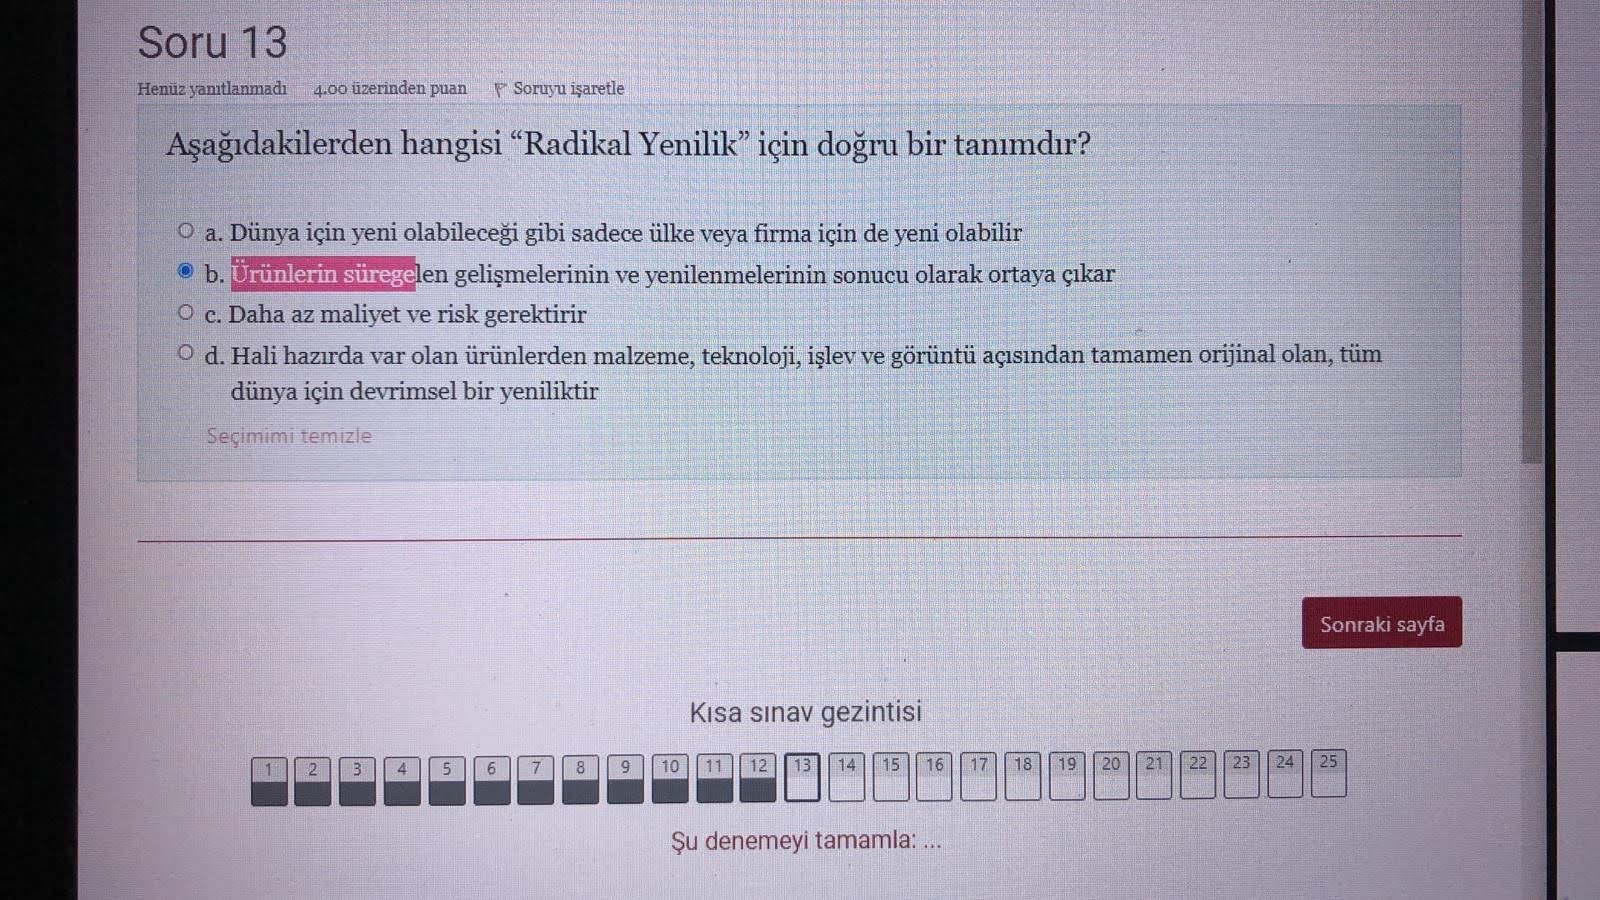 Soru 13
Henüz yanıtlanmadı 4.00 üzerinden puan Soruyu işaretle
Aşağıdakilerden hangisi “Radikal Yenilik” için doğru bir tanımdır?
a. Dünya için yeni olabileceği gibi sadece ülke veya firma için de yeni olabilir
b. Ürünlerin süregelen gelişmelerinin ve yenilenmelerinin sonucu olarak ortaya çıkar
c. Daha az maliyet ve risk gerektirir
d. Hali hazırda var olan ürünlerden malzeme, teknoloji, işlev ve görüntü açısından tamamen orijinal olan, tüm
dünya için devrimsel bir yeniliktir
Seçimimi temizle
Sonraki sayfa
Kısa sınav gezintisi
1 2 3 4 5 6 7 8 9 10 11 12 13 14 15 16 17 18 19 20 21 22 23 24 25
Şu denemeyi tamamla: ...